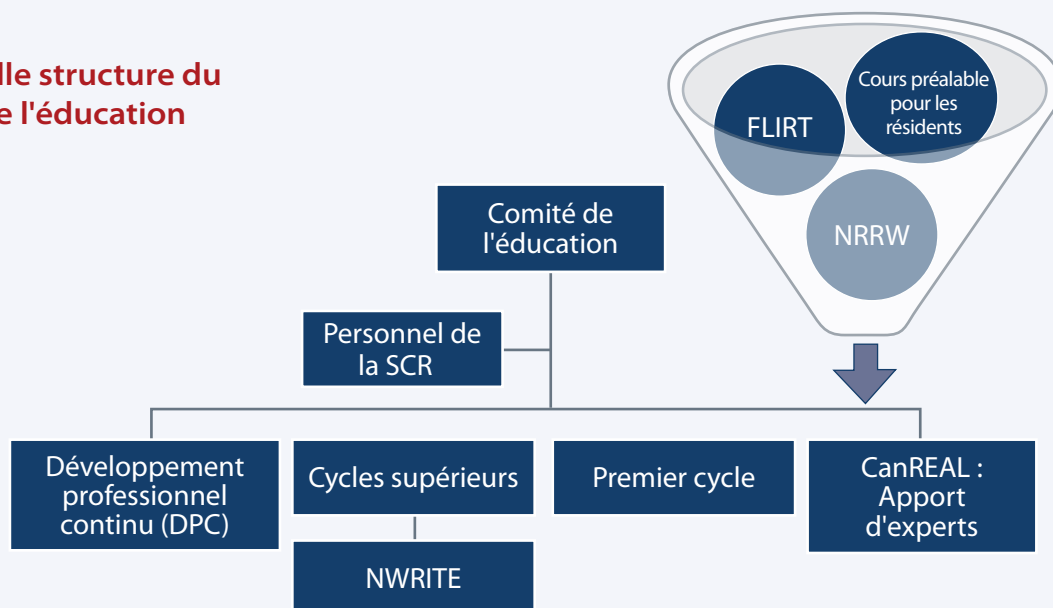 lle structure du
e l'éducation
Cours préalable
pour les
résidents
FLIRT
NRRW
Comité de
l'éducation
Personnel de
la SCR
Développement
professionnel
continu (DPC)
Cycles supérieurs
Premier cycle
CanREAL :
Apport
d'experts
NWRITE